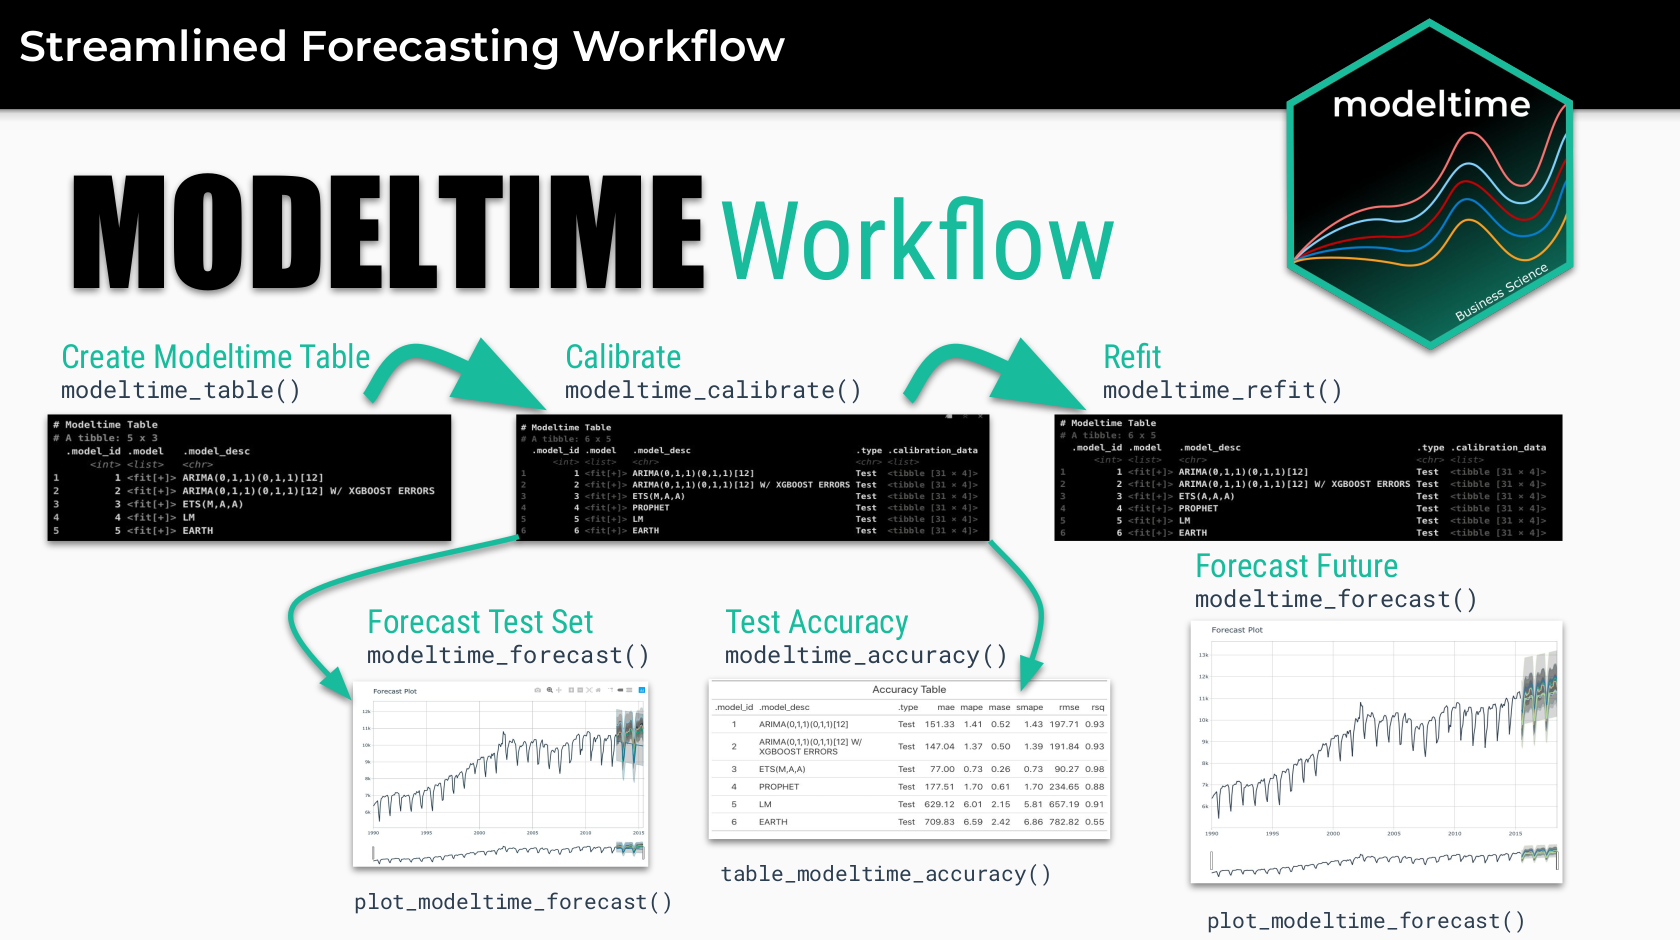 Streamlined Forecasting Workflow
modeltime
Business Science
MODELTIME Workflow
Create Modeltime Table
modeltime_table()
# Modeltime Table
# A tibble: 5 x 3
.model_id .model .model_desc
<int> <list> <chr>
1 1 <fit[+]> ARIMA(0,1,1)(0,1,1)[12]
2 2 <fit[+]> ARIMA(0,1,1)(0,1,1)[12] W/ XGBOOST ERRORS
3 3 <fit[+]> ETS(M,A,A)
4 4 <fit[+]> LM
5 5 <fit[+]> EARTH
Calibrate
modeltime_calibrate()
# Modeltime Table
# A tibble: 6 x 5
.model_id .model .model_desc .type .calibration_data
<int> <list> <chr> <chr> <list>
1 1 <fit[+]> ARIMA(0,1,1)(0,1,1)[12] Test <tibble [31 × 4]>
2 2 <fit[+]> ARIMA(0,1,1)(0,1,1)[12] W/ XGBOOST ERRORS Test <tibble [31 × 4]>
3 3 <fit[+]> ETS(M,A,A) Test <tibble [31 × 4]>
4 4 <fit[+]> PROPHET Test <tibble [31 × 4]>
5 5 <fit[+]> LM Test <tibble [31 × 4]>
6 6 <fit[+]> EARTH Test <tibble [31 × 4]>
Refit
modeltime_refit()
# Modeltime Table
# A tibble: 6 x 5
.model_id .model .model_desc .type .calibration_data
<int> <list> <chr> <chr> <list>
1 1 <fit[+]> ARIMA(0,1,1)(0,1,1)[12] Test <tibble [31 × 4]>
2 2 <fit[+]> ARIMA(0,1,1)(0,1,1)[12] W/ XGBOOST ERRORS Test <tibble [31 × 4]>
3 3 <fit[+]> ETS(A,A,A) Test <tibble [31 × 4]>
4 4 <fit[+]> PROPHET Test <tibble [31 × 4]>
5 5 <fit[+]> LM Test <tibble [31 × 4]>
6 6 <fit[+]> EARTH Test <tibble [31 × 4]>
Forecast Test Set
modeltime_forecast()
Forecast Plot
12k
11k
10k
9k
8k
7k
6k
1990 1995 2000 2005 2010 2015
plot_modeltime_forecast()
Test Accuracy
modeltime_accuracy()
Accuracy Table
.model_id .model_desc .type mae mape mase smape rmse rsq
1 ARIMA(0,1,1)(0,1,1)[12] Test 151.33 1.41 0.52 1.43 197.71 0.93
2 ARIMA(0,1,1)(0,1,1)[12] W/ XGBOOST ERRORS Test 147.04 1.37 0.50 1.39 191.84 0.93
3 ETS(M,A,A) Test 77.00 0.73 0.26 0.73 90.27 0.98
4 PROPHET Test 177.51 1.70 0.61 1.70 234.65 0.88
5 LM Test 629.12 6.01 2.15 5.81 657.19 0.91
6 EARTH Test 709.83 6.59 2.42 6.86 782.82 0.55
table_modeltime_accuracy()
Forecast Future
modeltime_forecast()
Forecast Plot
13k
12k
11k
10k
9k
8k
7k
6k
1990 1995 2000 2005 2010 2015
plot_modeltime_forecast()